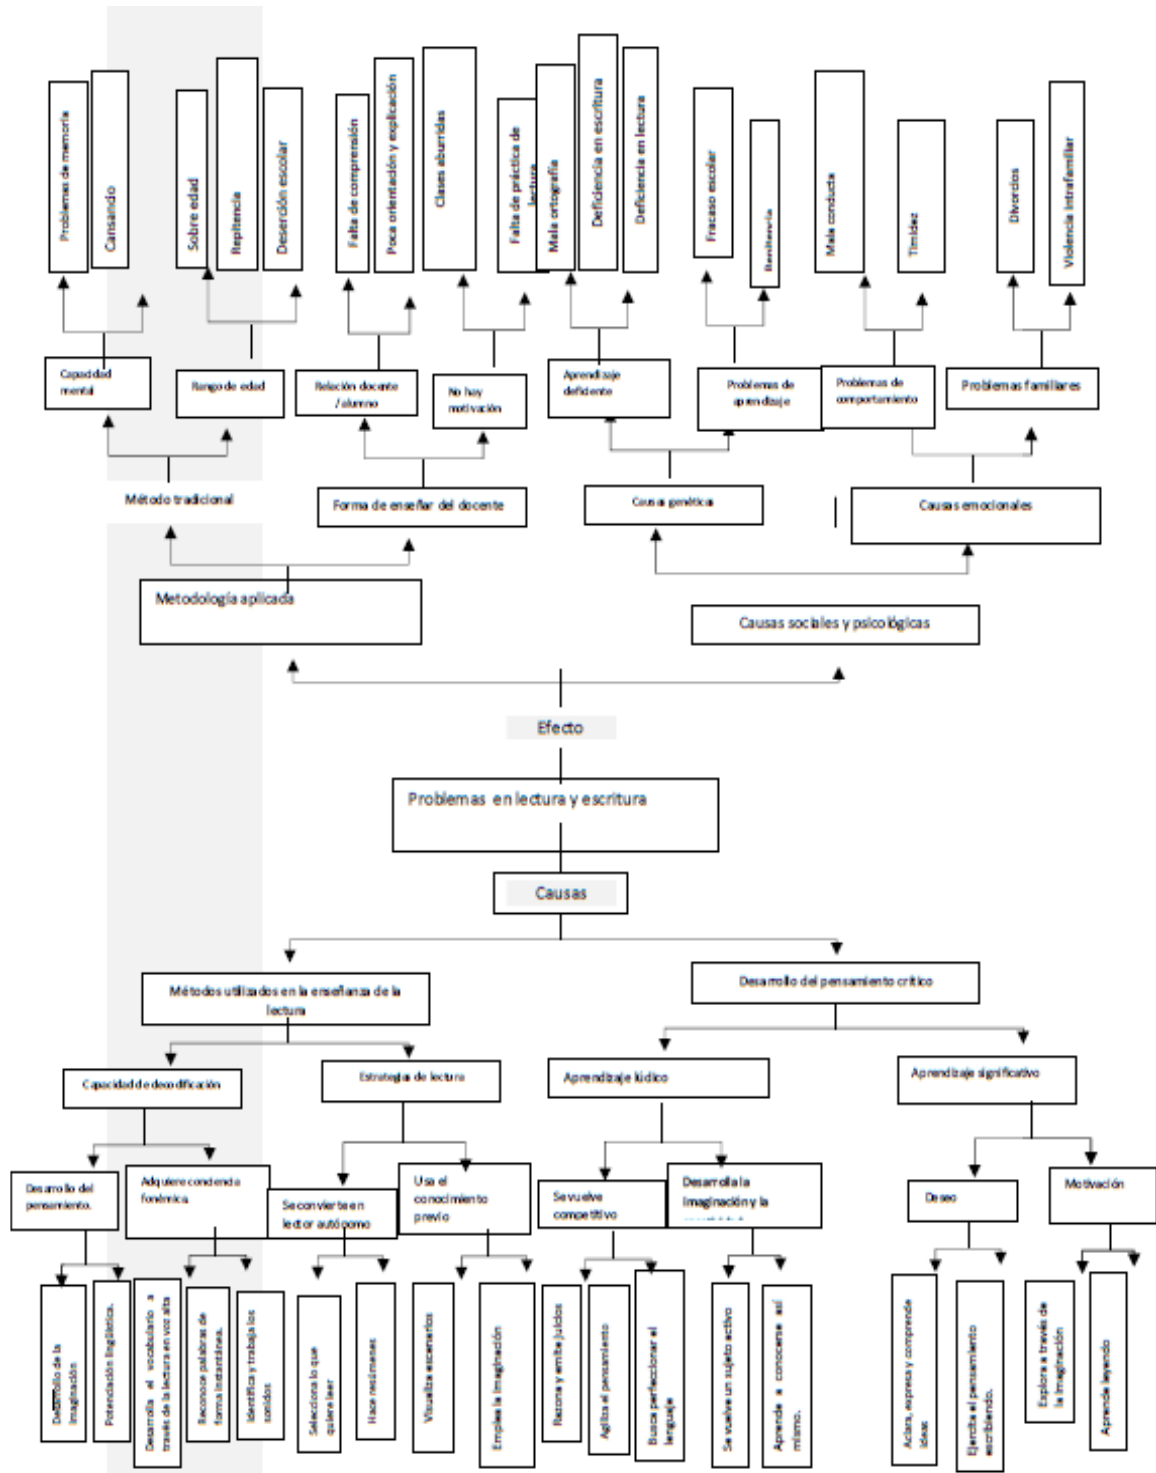 Problemas de memoria
Cansancio
Sobre edad
Repitencia
Deserción escolar
Falta de comprensión
Poca orientación y explicación
Clases aburridas
Falta de práctica de
lectura
Mala ortografía
Deficiencia en escritura
Deficiencia en lectura
Fracaso escolar
Repitencia
Mala conducta
Timidez
Divorcios
Violencia intrafamiliar
Capacidad
mental
Rango de edad
Relación docente
/alumno
No hay
motivación
Aprendizaje
deficiente
Problemas de
aprendizaje
Problemas de
comportamiento
Problemas familiares
Método tradicional
Forma de enseñar del docente
Causas genéticas
Causas emocionales
Metodología aplicada
Causas sociales y psicológicas
Efecto
Problemas en lectura y escritura
Causas
Métodos utilizados en la enseñanza de la
lectura
Desarrollo del pensamiento crítico
Capacidad de decodificación
Estrategias de lectura
Aprendizaje lúdico
Aprendizaje significativo
Desarrollo del
pensamiento.
Adquiere conciencia
fonémica.
Se convierte en
lector autónomo
Usa el
conocimiento
previo
Se vuelve
competitivo
Desarrolla la
imaginación y la
Deseo
Motivación
Desarrollo de la
imaginación
Potenciación lingüística.
Desarrolla el vocabulario a
través de la lectura en voz alta
Reconoce palabras de
forma instantánea.
Identifica y trabaja los
sonidos
Selecciona lo que
quiere leer
Hace resúmenes
Visualiza escenarios
Emplea la imaginación
Razona y emite juicios
Agiliza el pensamiento
Busca perfeccionar el
lenguaje
Se vuelve un sujeto activo
Aprende a conocerse así
mismo.
Aclara, expresa y comprende
ideas
Ejercita el pensamiento
escribiendo.
Explora a través de
la imaginación
Aprende leyendo